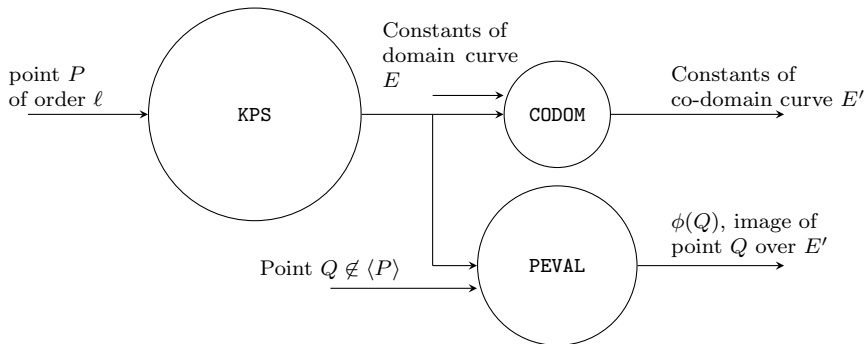 point P
of order ℓ
KPS
Constants of
domain curve
E
CODOM
Constants of
co-domain curve E′
Point Q ∉ ⟨P⟩
PEVAL
ϕ(Q), image of
point Q over E′